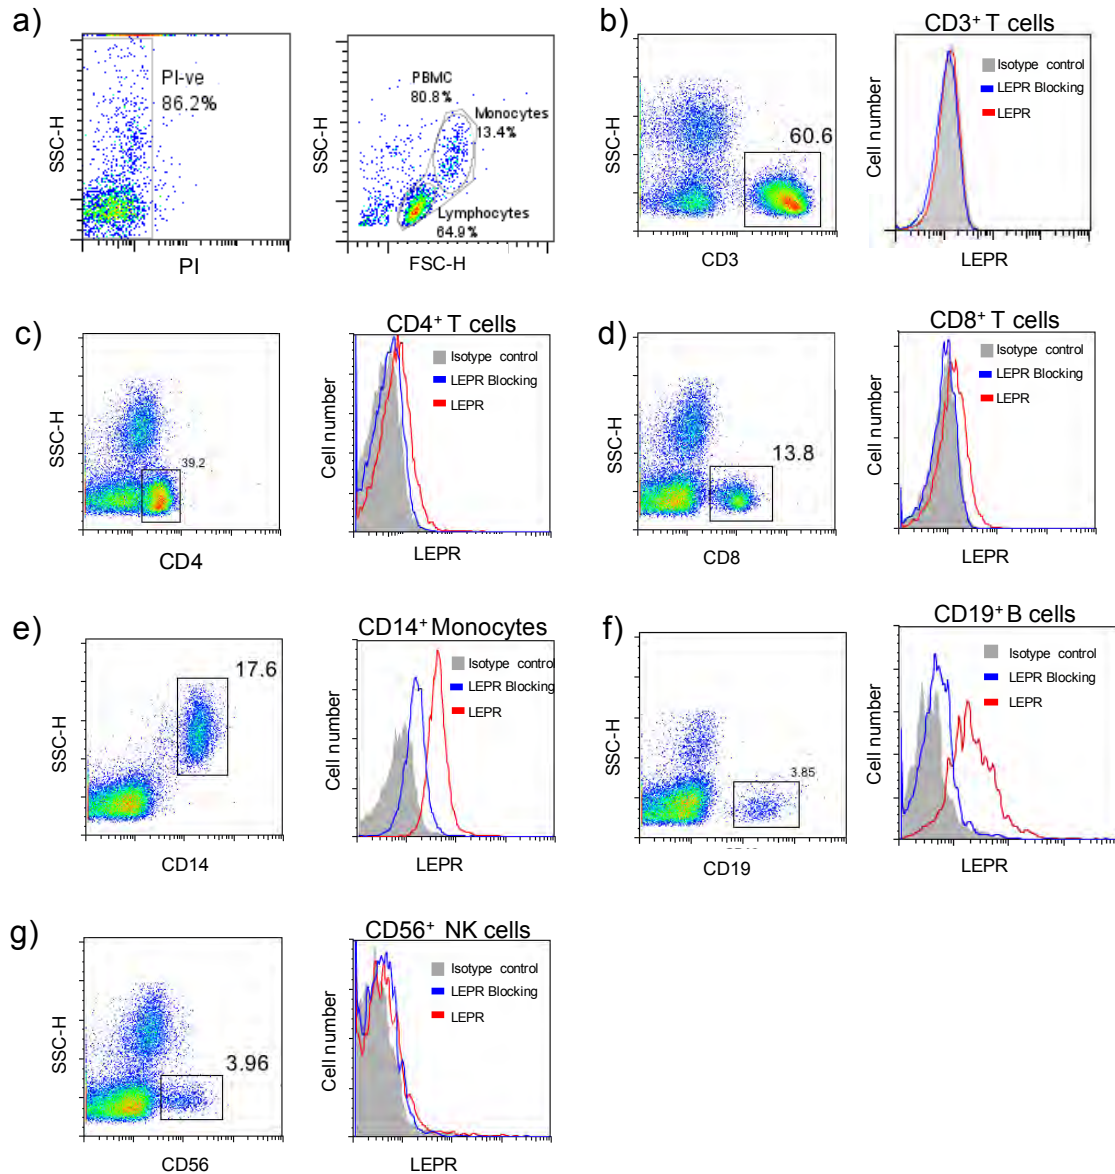 a)
PI-ve
86.2%
SSC-H
PI
PBMC
80.8%
Monocytes
13.4%
Lymphocytes
64.9%
SSC-H
FSC-H
b)
60.6
SSC-H
CD3
CD3+ T cells
Isotype control
LEPR Blocking
LEPR
Cell number
LEPR
c)
39.2
SSC-H
CD4
CD4+ T cells
Isotype control
LEPR Blocking
LEPR
Cell number
LEPR
d)
13.8
SSC-H
CD8
CD8+ T cells
Isotype control
LEPR Blocking
LEPR
Cell number
LEPR
e)
17.6
SSC-H
CD14
CD14+ Monocytes
Isotype control
LEPR Blocking
LEPR
Cell number
LEPR
f)
3.85
SSC-H
CD19
CD19+ B cells
Isotype control
LEPR Blocking
LEPR
Cell number
LEPR
g)
3.96
SSC-H
CD56
CD56+ NK cells
Isotype control
LEPR Blocking
LEPR
Cell number
LEPR